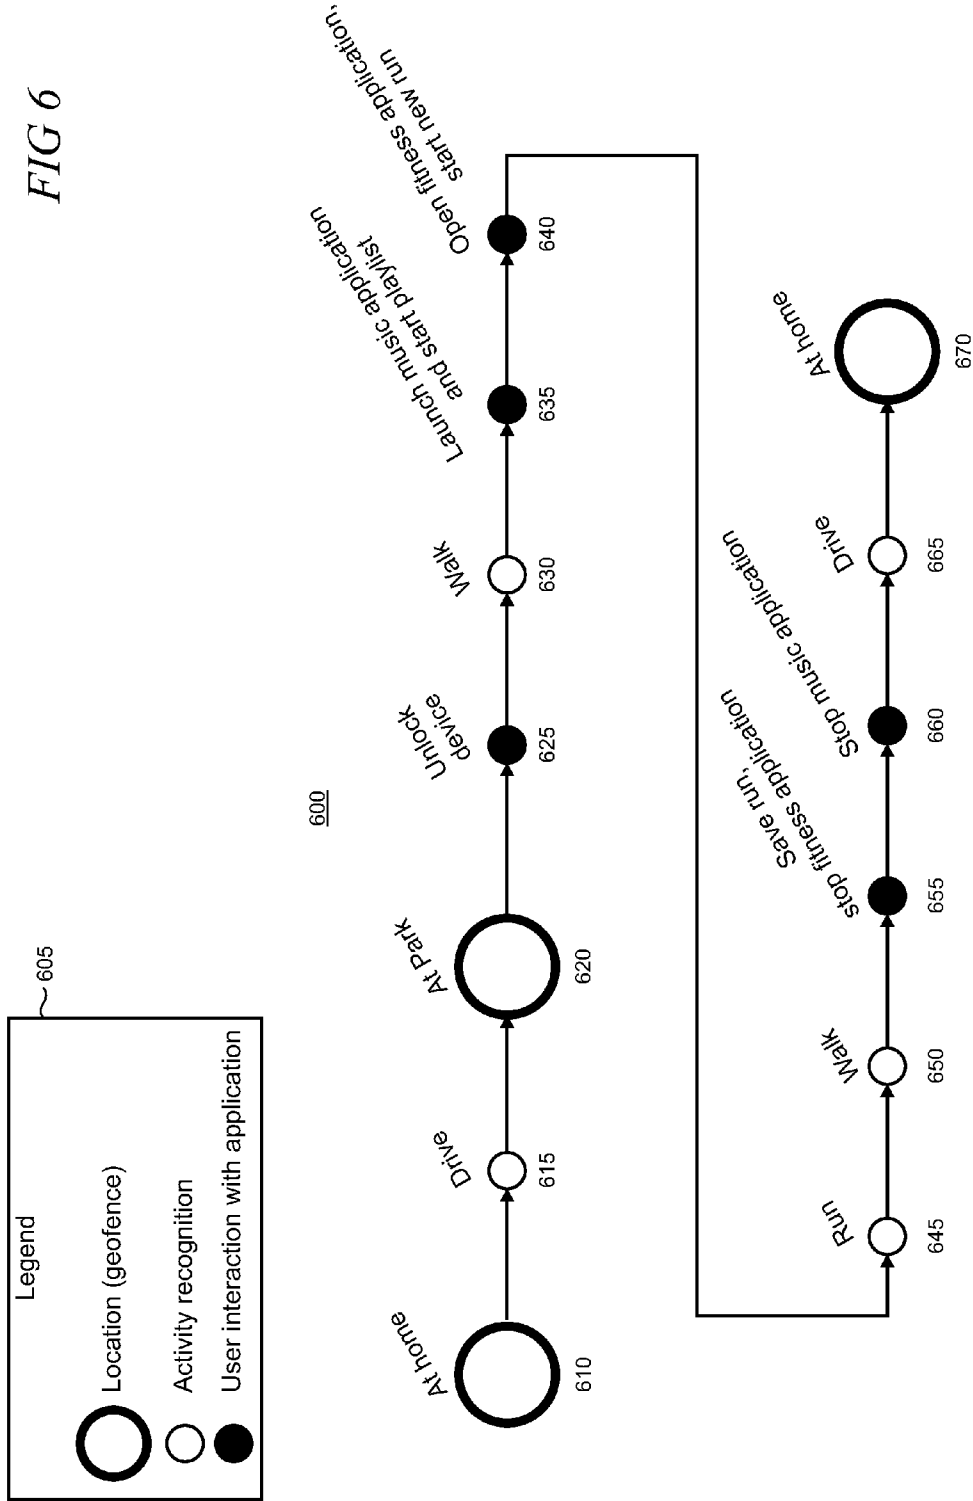 FIG 6
Legend
Location (geofence)
Activity recognition
User interaction with application
605
600
At home
610
Drive
615
At Park
620
Unlock
device
625
Walk
630
Launch music application
and start playlist
635
Open fitness application,
start new run
640
Run
645
Walk
650
Save run,
stop fitness application
655
Stop music application
660
Drive
665
At home
670